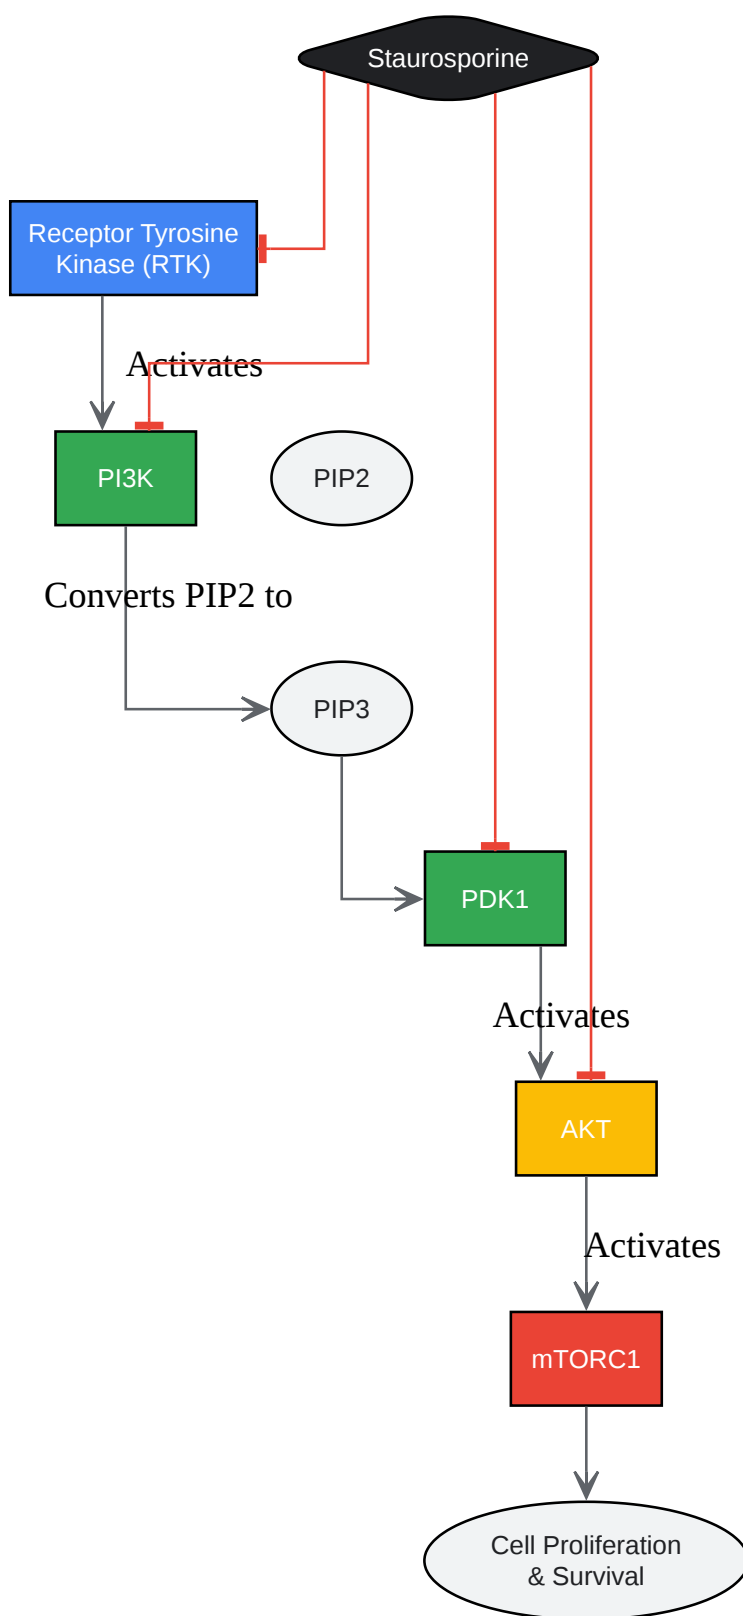 Staurosporine
Receptor Tyrosine
Kinase (RTK)
Activates
PI3K
PIP2
Converts PIP2 to
PIP3
PDK1
Activates
AKT
Activates
mTORC1
Cell Proliferation
& Survival